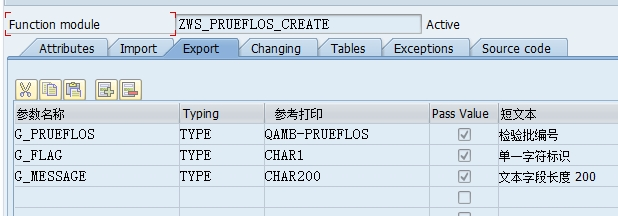 Function module ZWS_PRUEFLOS_CREATE Active
Attributes Import Export Changing Tables Exceptions Source code
参数名称 Typing 参考打印 Pass Value 短文本
G_PRUEFLOS TYPE QAMB-PRUEFLOS 检验批编号
G_FLAG TYPE CHAR1 单一字符标识
G_MESSAGE TYPE CHAR200 文本字段长度 200